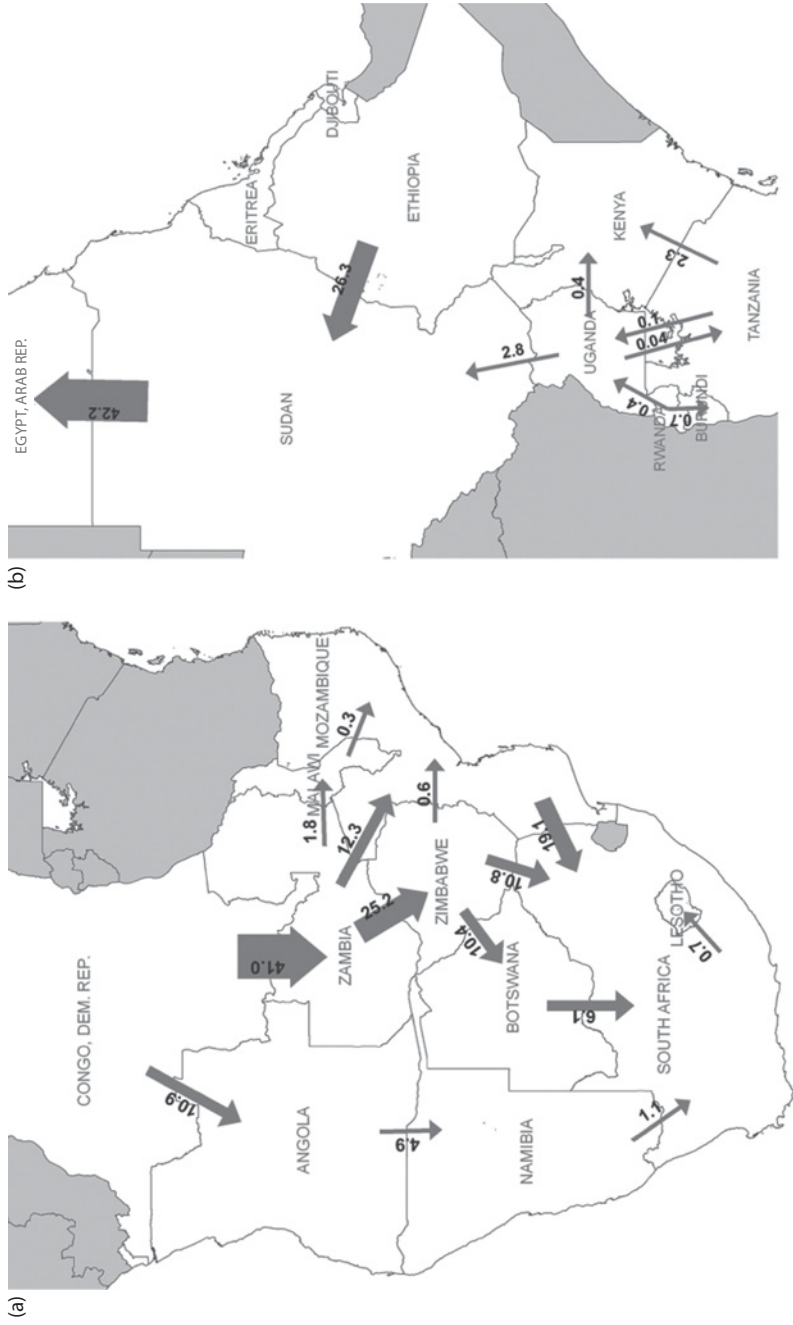 (a)
CONGO, DEM. REP.
10.9
41.0
ANGOLA
ZAMBIA
1.8
MALAWI
MOZAMBIQUE
0.3
12.3
25.2
4.9
0.6
ZIMBABWE
NAMIBIA
BOTSWANA
10.4
10.8
19.1
6.1
SOUTH AFRICA
LESOTHO
0.7
1.1
(b)
EGYPT, ARAB REP.
42.2
SUDAN
ERITREA
DJIBOUTI
26.3
ETHIOPIA
2.8
UGANDA
0.4
KENYA
0.4
0.04
0.1
2.3
RWANDA
0.7
BURUNDI
TANZANIA